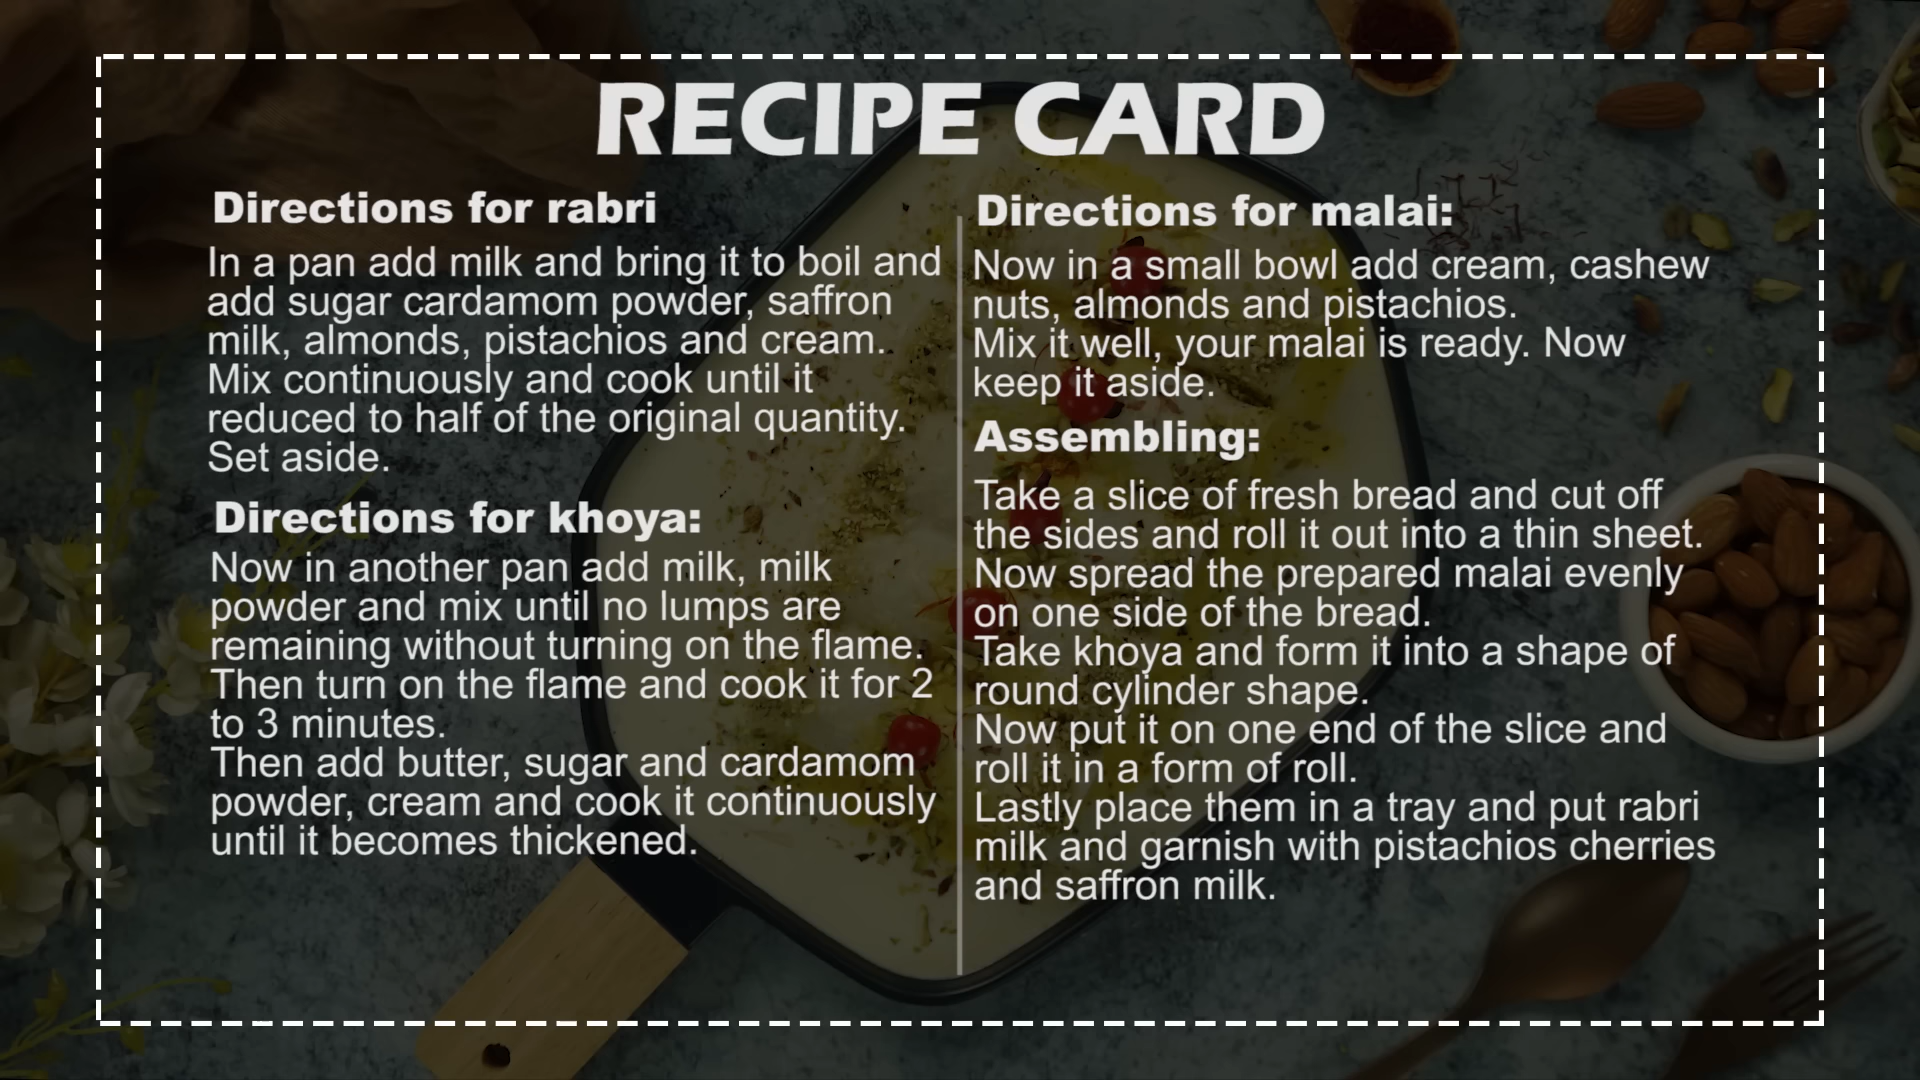 RECIPE CARD
Directions for rabri
In a pan add milk and bring it to boil and
add sugar cardamom powder, saffron
milk, almonds, pistachios and cream.
Mix continuously and cook until it
reduced to half of the original quantity.
Set aside.
Directions for khoya:
Now in another pan add milk, milk
powder and mix until no lumps are
remaining without turning on the flame.
Then turn on the flame and cook it for 2
to 3 minutes.
Then add butter, sugar and cardamom
powder, cream and cook it continuously
until it becomes thickened.
Directions for malai:
Now in a small bowl add cream, cashew
nuts, almonds and pistachios.
Mix it well, your malai is ready. Now
keep it aside.
Assembling:
Take a slice of fresh bread and cut off
the sides and roll it out into a thin sheet.
Now spread the prepared malai evenly
on one side of the bread.
Take khoya and form it into a shape of
round cylinder shape.
Now put it on one end of the slice and
roll it in a form of roll.
Lastly place them in a tray and put rabri
milk and garnish with pistachios cherries
and saffron milk.